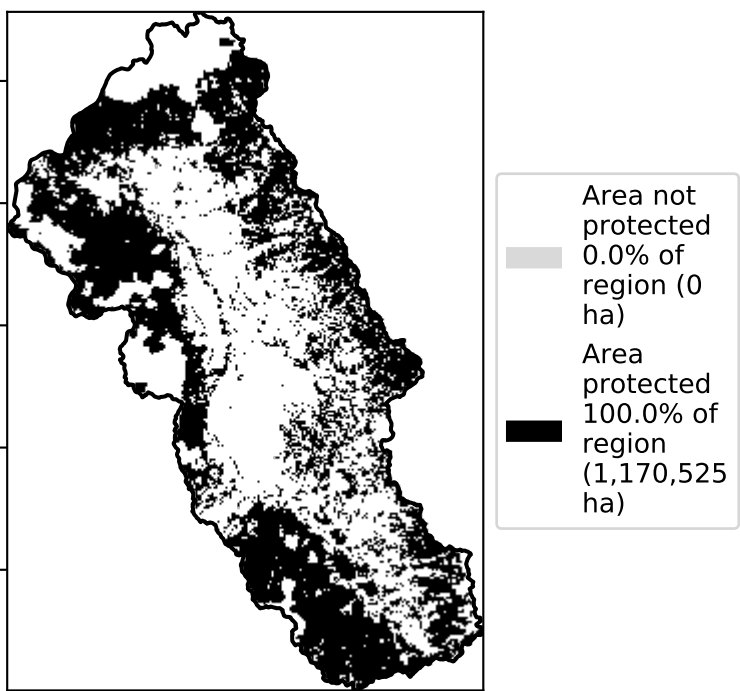 Area not
protected
0.0% of
region (0
ha)
Area
protected
100.0% of
region
(1,170,525
ha)